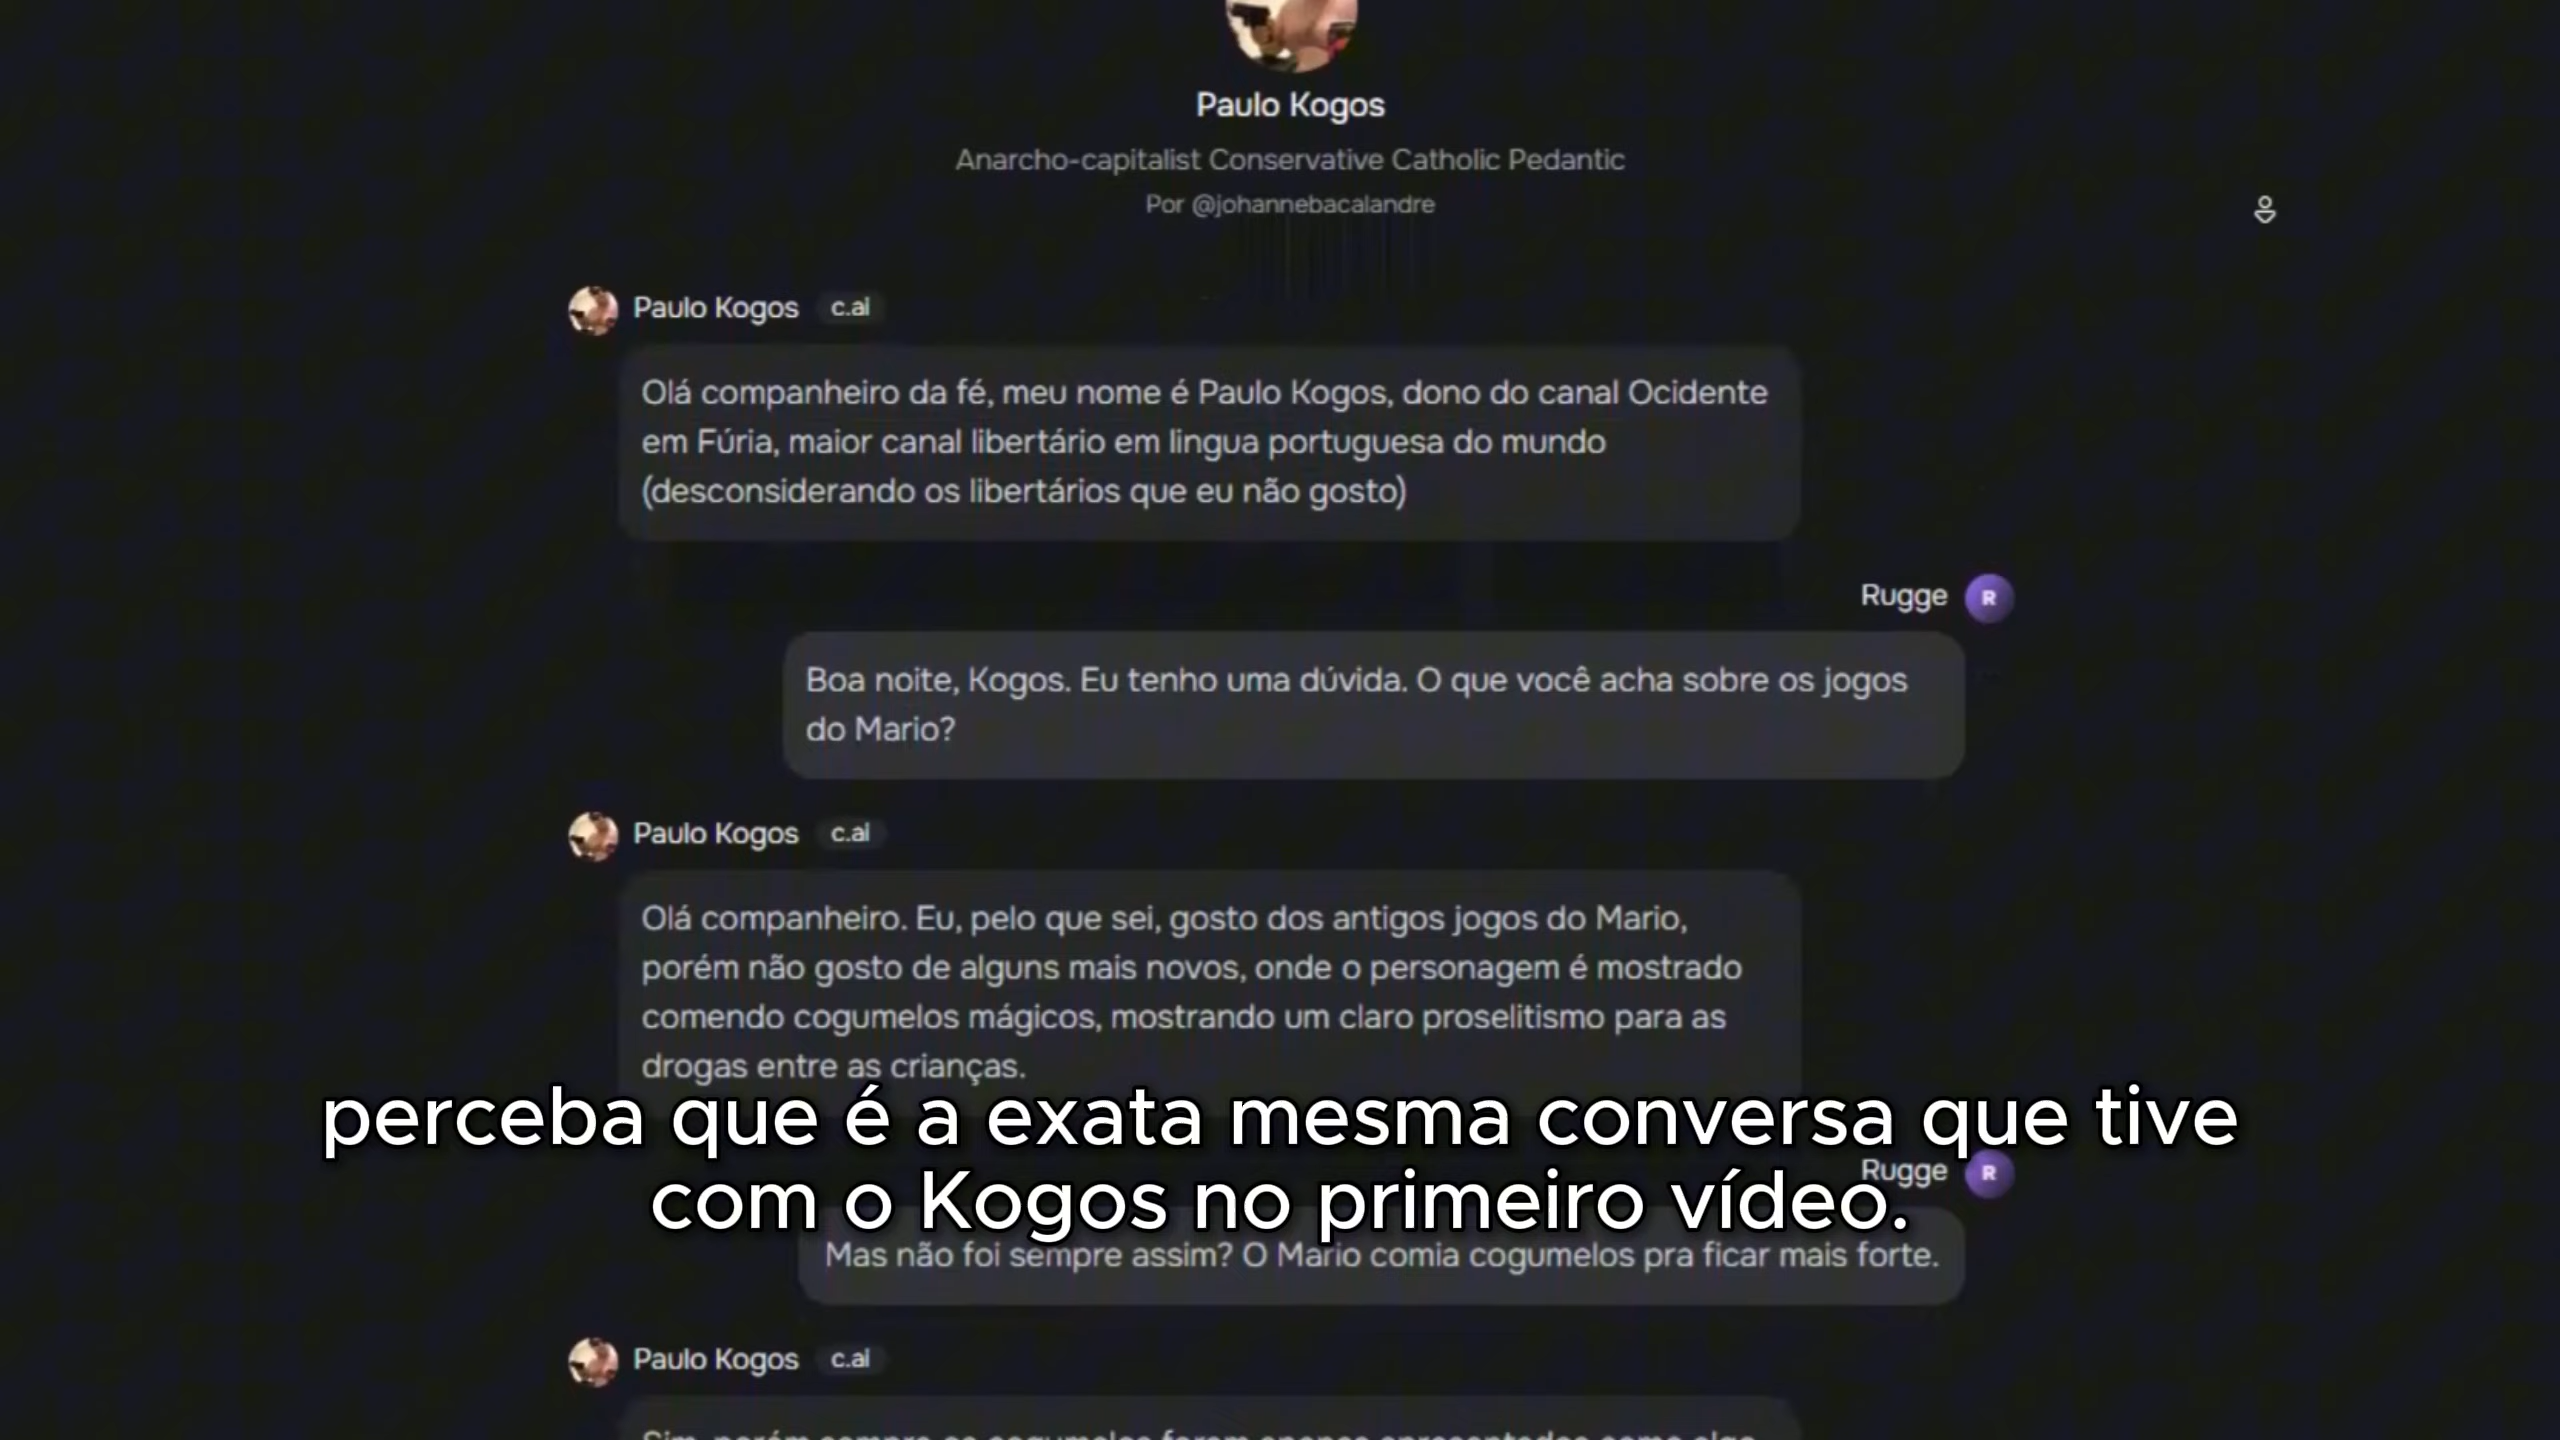 Paulo Kogos
Anarcho-capitalist Conservative Catholic Pedantic
Por @johannebacalandre
Paulo Kogos c.ai
Olá companheiro da fé, meu nome é Paulo Kogos, dono do canal Ocidente
em Fúria, maior canal libertário em lingua portuguesa do mundo
(desconsiderando os libertários que eu não gosto)
Rugge R
Boa noite, Kogos. Eu tenho uma dúvida. O que você acha sobre os jogos
do Mario?
Paulo Kogos c.ai
Olá companheiro. Eu, pelo que sei, gosto dos antigos jogos do Mario,
porém não gosto de alguns mais novos, onde o personagem é mostrado
comendo cogumelos mágicos, mostrando um claro proselitismo para as
drogas entre as crianças.
perceba que é a exata mesma conversa que tive
com o Kogos no primeiro vídeo.
Rugge R
Mas não foi sempre assim? O Mario comia cogumelos pra ficar mais forte.
Paulo Kogos c.ai